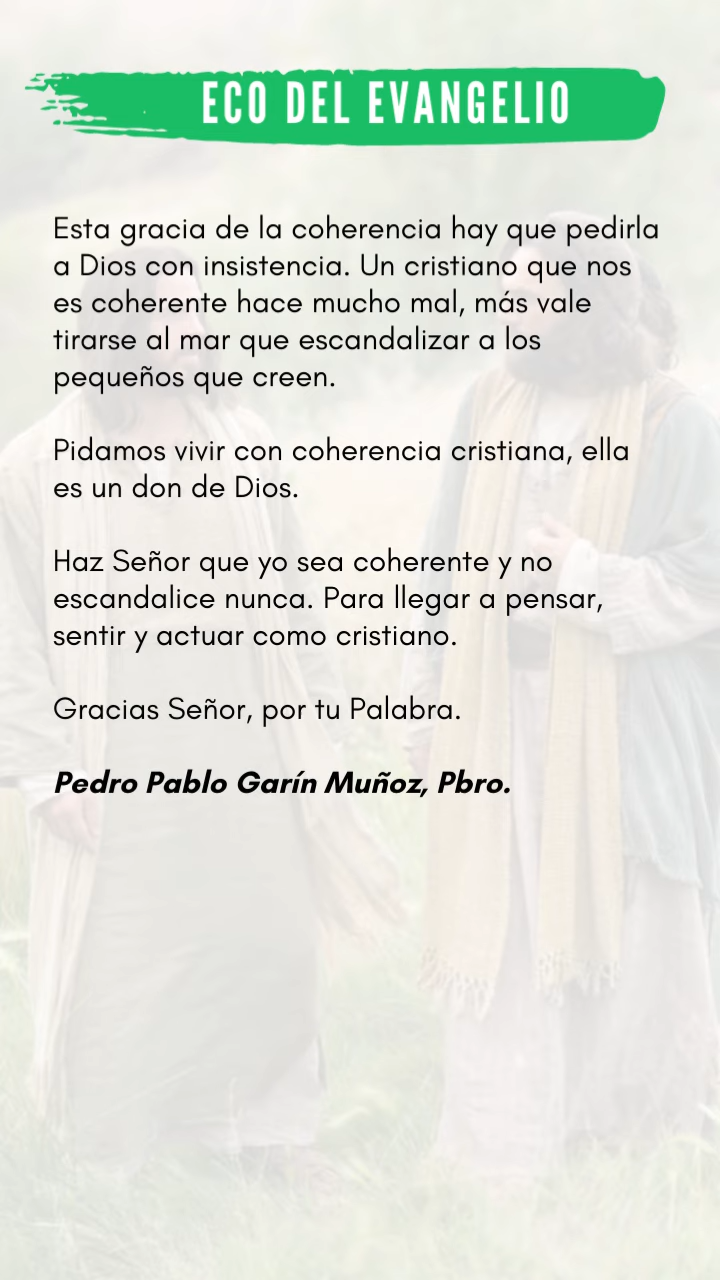 ECO DEL EVANGELIO
Esta gracia de la coherencia hay que pedirla
a Dios con insistencia. Un cristiano que nos
es coherente hace mucho mal, más vale
tirarse al mar que escandalizar a los
pequeños que creen.
Pidamos vivir con coherencia cristiana, ella
es un don de Dios.
Haz Señor que yo sea coherente y no
escandalice nunca. Para llegar a pensar,
sentir y actuar como cristiano.
Gracias Señor, por tu Palabra.
Pedro Pablo Garín Muñoz, Pbro.